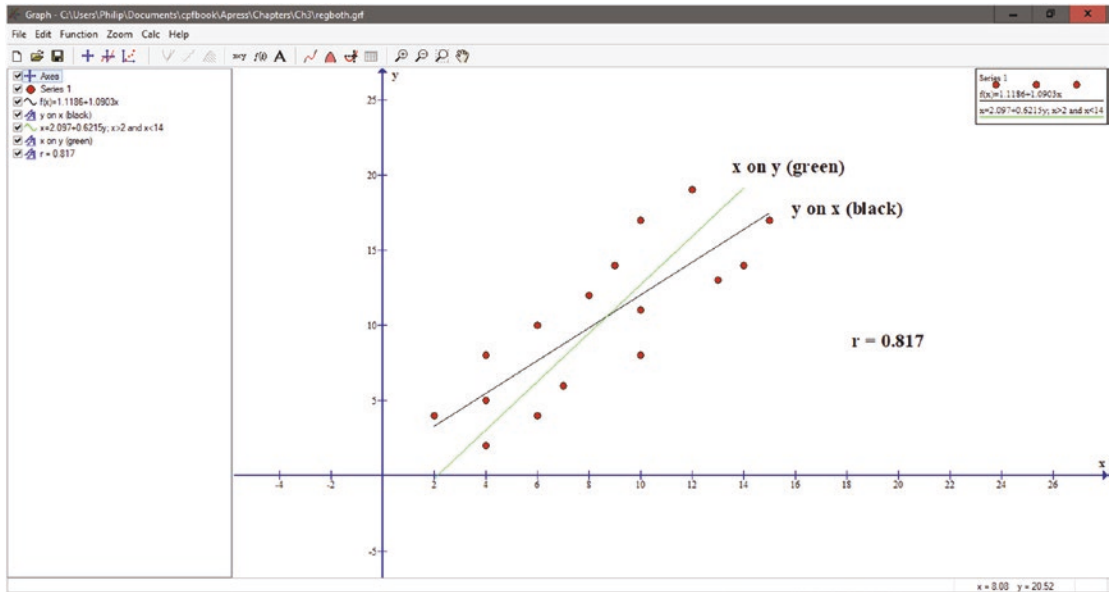 Graph - C:\Users\Philip\Documents\cpfbook\Apress\Chapters\Ch3\regboth.grf
File Edit Function Zoom Calc Help
Axes
Series 1
f(x)=1.1186+1.0903x
y on x (black)
x=2.097+0.6215y; x>2 and x<14
x on y (green)
r = 0.817
y
Series 1
f(x)=1.1186+1.0903x
x=2.097+0.6215y; x>2 and x<14
25
20
x on y (green)
y on x (black)
15
10
r = 0.817
5
x
-4 -2 2 4 6 8 10 12 14 16 18 20 22 24 26
-5
x = 8.08 y = 20.52